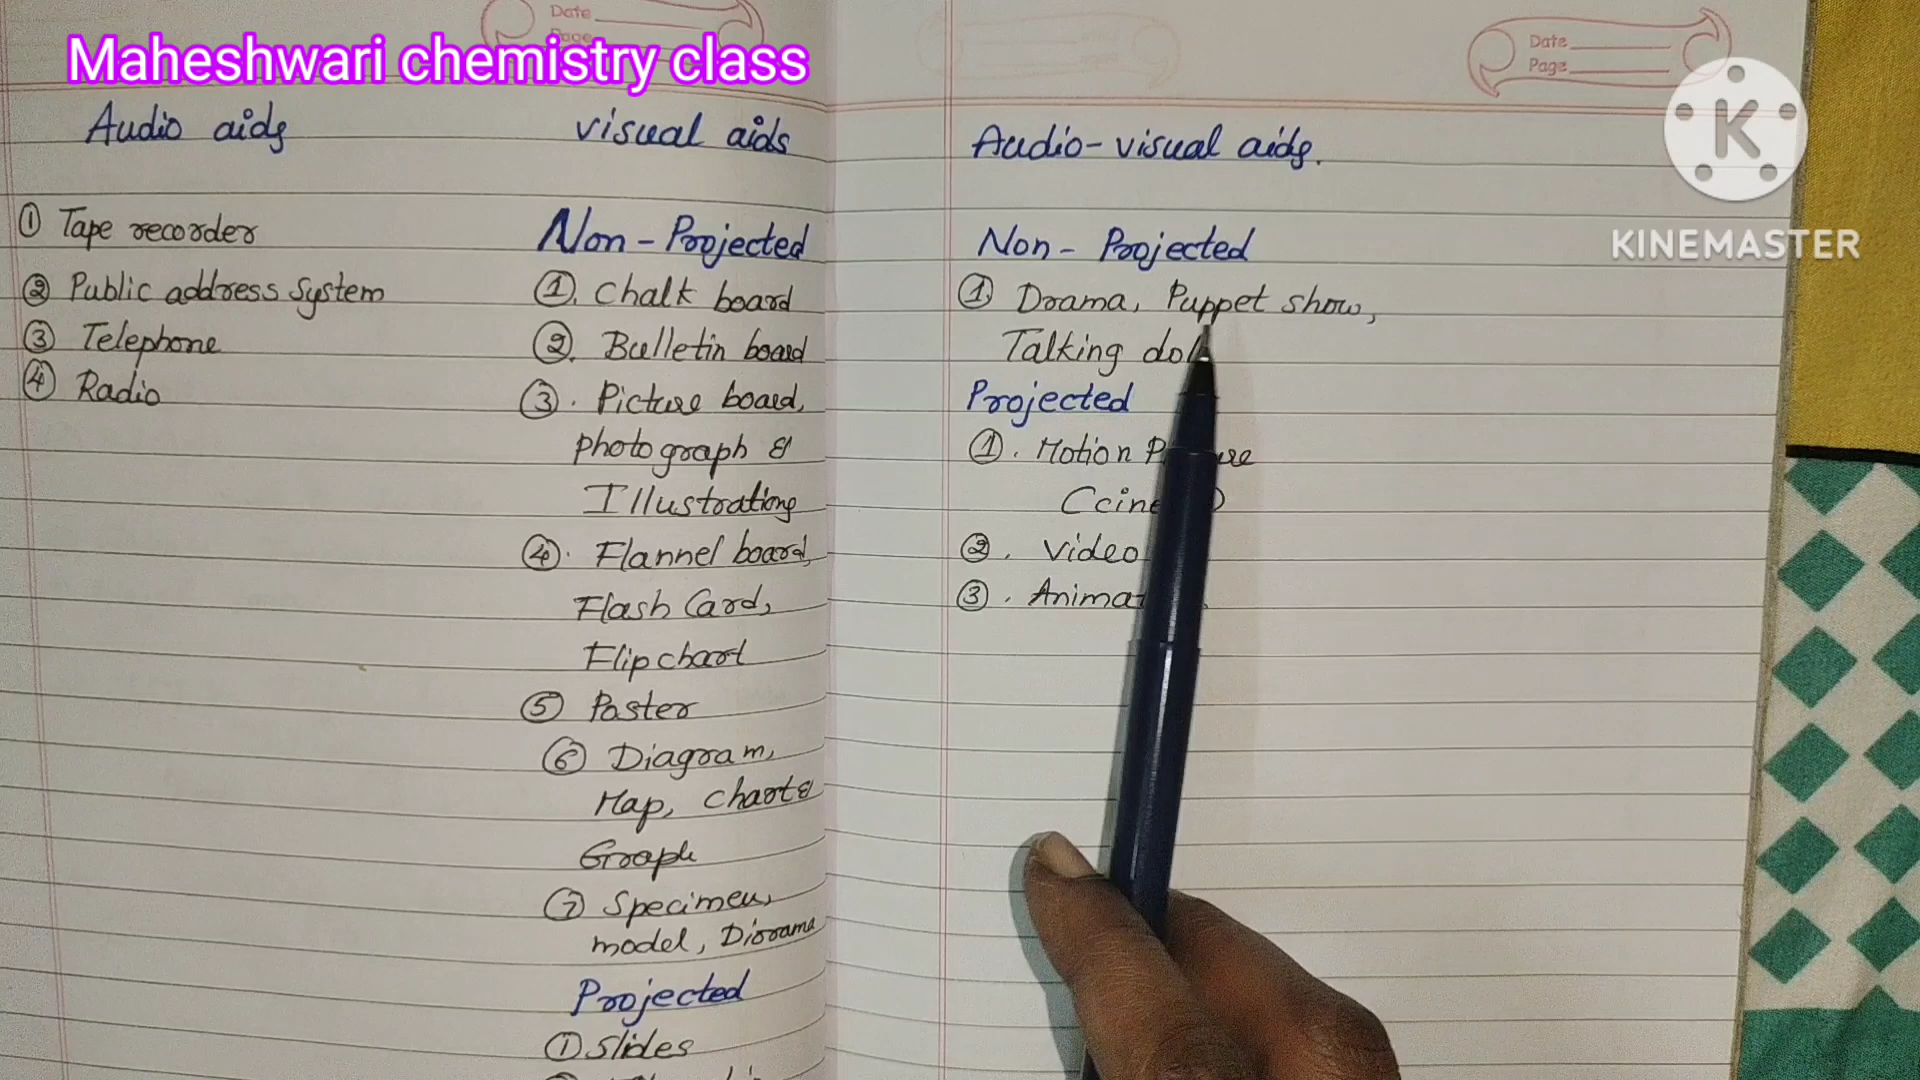 Maheshwari chemistry class
Date
Page
Audio aids
① Tape recorder
② Public address System
③ Telephone
④ Radio
visual aids
Non-Projected
①. Chalk board
②. Bulletin board
③. Picture board,
photograph &
Illustrations
④. Flannel board,
Flash Card,
Flip chart
⑤ Poster
⑥ Diagram,
Map, Chart &
Graph
⑦ Specimen,
model, Diorama
Projected
① Slides
Date
Page
Audio-visual aids.
Non-Projected
①. Drama, Puppet show,
Talking
Projected
①. Motion
②. Video
③.
K
KINEMASTER